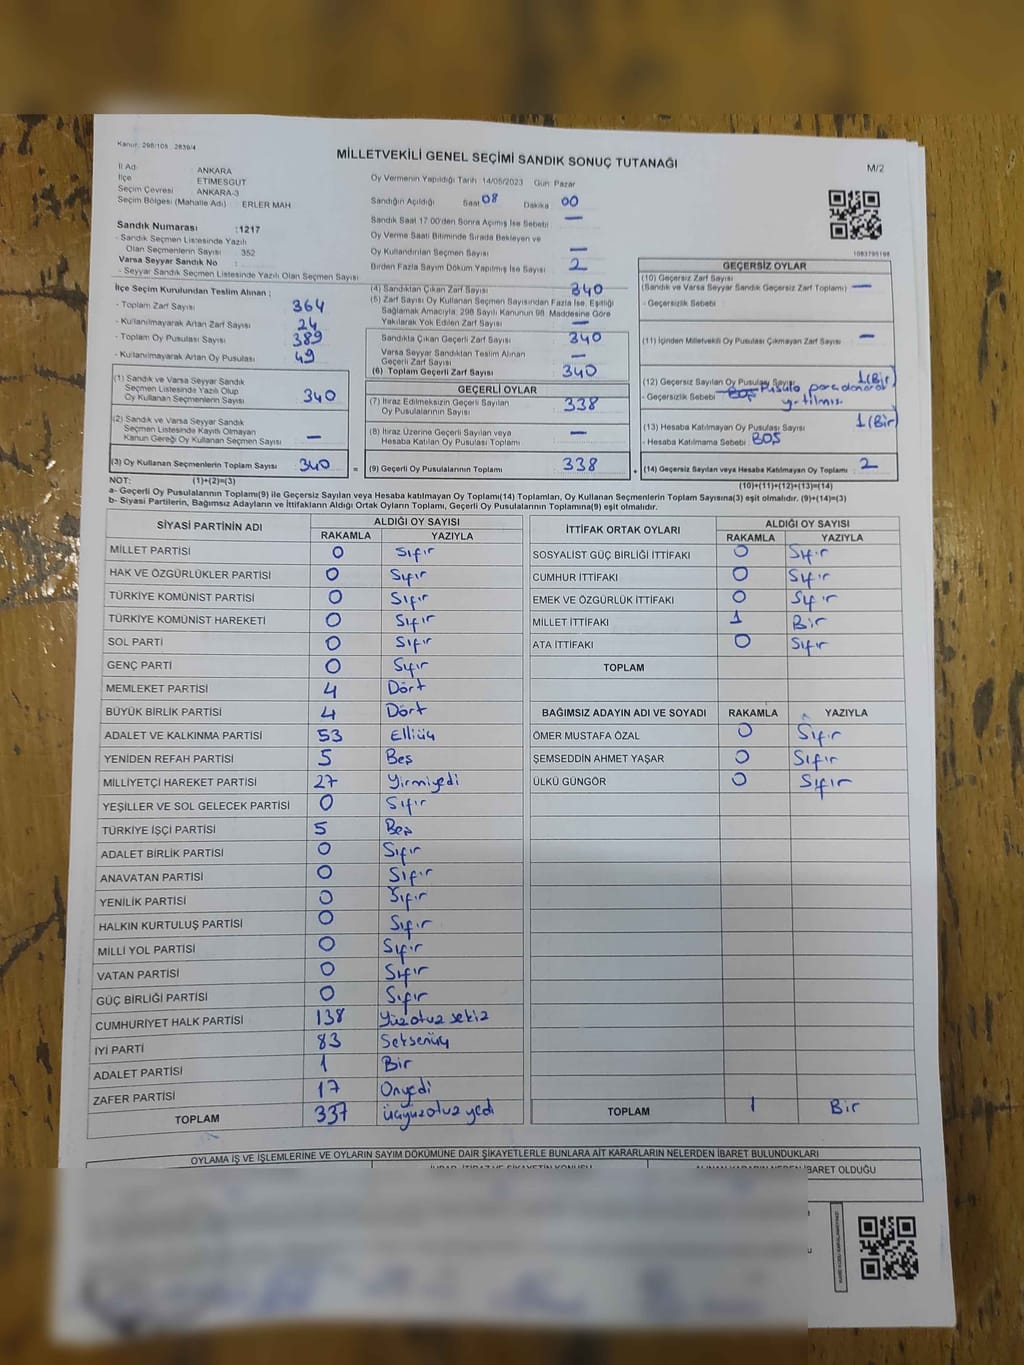 Kanun: 298/105 2839/4
MİLLETVEKİLİ GENEL SEÇİMİ SANDIK SONUÇ TUTANAĞI
M/2
İl Adı ANKARA
İlçe ETİMESGUT
Seçim Çevresi ANKARA-3
Seçim Bölgesi (Mahalle Adı) ERLER MAH
Sandık Numarası :1217
- Sandık Seçmen Listesinde Yazılı
Olan Seçmenlerin Sayısı 352
Varsa Seyyar Sandık No :
- Seyyar Sandık Seçmen Listesinde Yazılı Olan Seçmen Sayısı
İlçe Seçim Kurulundan Teslim Alınan ;
- Toplam Zarf Sayısı 364
- Kullanılmayarak Artan Zarf Sayısı 24
- Toplam Oy Pusulası Sayısı 389
- Kullanılmayarak Artan Oy Pusulası 49
(1) Sandık ve Varsa Seyyar Sandık
Seçmen Listesinde Yazılı Olup
Oy Kullanan Seçmenlerin Sayısı 340
(2) Sandık ve Varsa Seyyar Sandık
Seçmen Listesinde Kayıtlı Olmayan
Kanun Gereği Oy Kullanan Seçmen Sayısı —
(3) Oy Kullanan Seçmenlerin Toplam Sayısı 340 =
Oy Vermenin Yapıldığı Tarih 14/05/2023 Gün Pazar
Sandığın Açıldığı Saat 08 Dakika 00
Sandık Saat 17.00'den Sonra Açılmış İse Sebebi —
Oy Verme Saati Bitiminde Sırada Bekleyen ve
Oy Kullandırılan Seçmen Sayısı —
Birden Fazla Sayım Döküm Yapılmış İse Sayısı 2
(4) Sandıktan Çıkan Zarf Sayısı 340
(5) Zarf Sayısı Oy Kullanan Seçmen Sayısından Fazla İse, Eşitliği
Sağlamak Amacıyla; 298 Sayılı Kanunun 98. Maddesine Göre
Yakılarak Yok Edilen Zarf Sayısı —
Sandıkta Çıkan Geçerli Zarf Sayısı 340
Varsa Seyyar Sandıktan Teslim Alınan
Geçerli Zarf Sayısı —
(6) Toplam Geçerli Zarf Sayısı 340
GEÇERLİ OYLAR
(7) İtiraz Edilmeksizin Geçerli Sayılan
Oy Pusulalarının Sayısı 338
(8) İtiraz Üzerine Geçerli Sayılan veya
Hesaba Katılan Oy Pusulası Toplamı —
(9) Geçerli Oy Pusulalarının Toplamı 338 +
1083795198
GEÇERSİZ OYLAR
(10) Geçersiz Zarf Sayısı
(Sandık ve Varsa Seyyar Sandık Geçersiz Zarf Toplamı) —
- Geçersizlik Sebebi :
(11) İçinden Milletvekili Oy Pusulası Çıkmayan Zarf Sayısı —
(12) Geçersiz Sayılan Oy Pusulası Sayısı 1(Bir)
- Geçersizlik Sebebi Pusula
(13) Hesaba Katılmayan Oy Pusulası Sayısı 1(Bir)
- Hesaba Katılmama Sebebi BOŞ
(14) Geçersiz Sayılan veya Hesaba Katılmayan Oy Toplamı 2
NOT: (1)+(2)=(3) (10)+(11)+(12)+(13)=(14)
a- Geçerli Oy Pusulalarının Toplamı(9) ile Geçersiz Sayılan veya Hesaba katılmayan Oy Toplamı(14) Toplamları, Oy Kullanan Seçmenlerin Toplam Sayısına(3) eşit olmalıdır. (9)+(14)=(3)
b- Siyasi Partilerin, Bağımsız Adayların ve İttifakların Aldığı Ortak Oyların Toplamı, Geçerli Oy Pusulalarının Toplamına(9) eşit olmalıdır.
SİYASİ PARTİNİN ADI ALDIĞI OY SAYISI
RAKAMLA YAZIYLA
MİLLET PARTİSİ 0 Sıfır
HAK VE ÖZGÜRLÜKLER PARTİSİ 0 Sıfır
TÜRKİYE KOMÜNİST PARTİSİ 0 Sıfır
TÜRKİYE KOMÜNİST HAREKETİ 0 Sıfır
SOL PARTİ 0 Sıfır
GENÇ PARTİ 0 Sıfır
MEMLEKET PARTİSİ 4 Dört
BÜYÜK BİRLİK PARTİSİ 4 Dört
ADALET VE KALKINMA PARTİSİ 53 Elliüç
YENİDEN REFAH PARTİSİ 5 Beş
MİLLİYETÇİ HAREKET PARTİSİ 27 Yirmiyedi
YEŞİLLER VE SOL GELECEK PARTİSİ 0 Sıfır
TÜRKİYE İŞÇİ PARTİSİ 5 Beş
ADALET BİRLİK PARTİSİ 0 Sıfır
ANAVATAN PARTİSİ 0 Sıfır
YENİLİK PARTİSİ 0 Sıfır
HALKIN KURTULUŞ PARTİSİ 0 Sıfır
MİLLİ YOL PARTİSİ 0 Sıfır
VATAN PARTİSİ 0 Sıfır
GÜÇ BİRLİĞİ PARTİSİ 0 Sıfır
CUMHURİYET HALK PARTİSİ 138 Yüzotuz sekiz
İYİ PARTİ 83 Seksenüç
ADALET PARTİSİ 1 Bir
ZAFER PARTİSİ 17 Onyedi
TOPLAM 337 üçyüzotuz yedi
İTTİFAK ORTAK OYLARI ALDIĞI OY SAYISI
RAKAMLA YAZIYLA
SOSYALİST GÜÇ BİRLİĞİ İTTİFAKI 0 Sıfır
CUMHUR İTTİFAKI 0 Sıfır
EMEK VE ÖZGÜRLÜK İTTİFAKI 0 Sıfır
MİLLET İTTİFAKI 1 Bir
ATA İTTİFAKI 0 Sıfır
TOPLAM
BAĞIMSIZ ADAYIN ADI VE SOYADI RAKAMLA YAZIYLA
ÖMER MUSTAFA ÖZAL 0 Sıfır
ŞEMSEDDİN AHMET YAŞAR 0 Sıfır
ÜLKÜ GÜNGÖR 0 Sıfır
TOPLAM 1 Bir
OYLAMA İŞ VE İŞLEMLERİNE VE OYLARIN SAYIM DÖKÜMÜNE DAİR ŞİKAYETLERLE BUNLARA AİT KARARLARIN NELERDEN İBARET BULUNDUKLARI
İBARET OLDUĞU